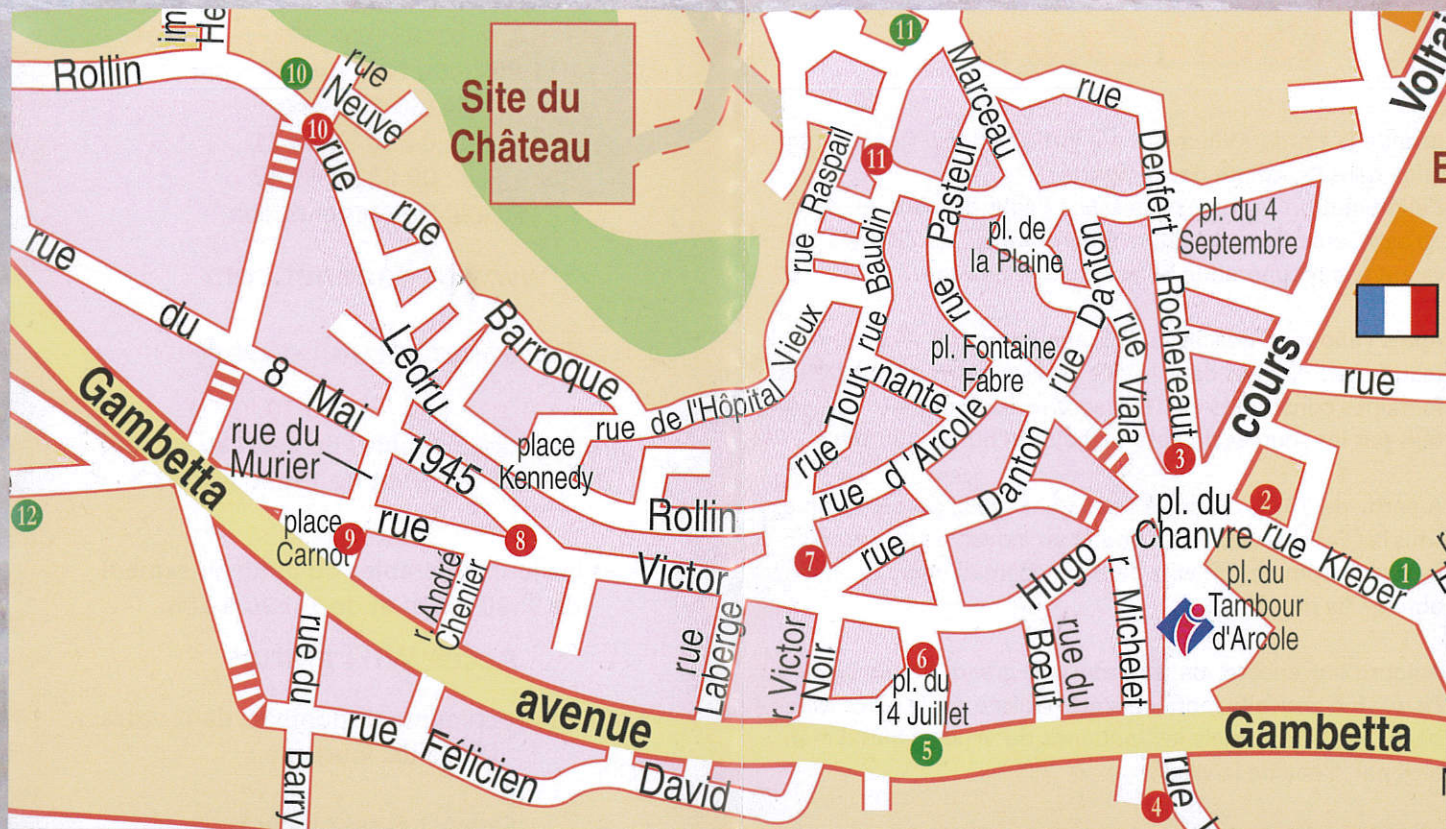 Rollin
10
rue
Neuve
10
Site du
Château
11
Marceau
rue
11
rue Raspail
Pasteur
Denfert
rue
Baudin
rue
pl. de
la Plaine
pl. du 4
Septembre
rue
rue
Barroque
rue
du
8 Mai
1945
Ledru
Rollin
Gambetta
rue du
Murier
place
Kennedy
rue de l'Hôpital Vieux
rue Tournante
pl. Fontaine
Fabre
rue Danton
rue Viala
Rochereaut
cours
rue
rue d'Arcole
rue Danton
3
pl. du
Chanvre
2
rue Kleber
1
12
place
Carnot
9
rue
8
Victor
7
Hugo
r. André
Chenier
rue
Laberge
r. Victor
Noir
6
pl. du
14 Juillet
5
rue du
Bœuf
r. Michelet
pl. du
Tambour
d'Arcole
avenue
Gambetta
rue du
Barry
rue Félicien David
4
rue